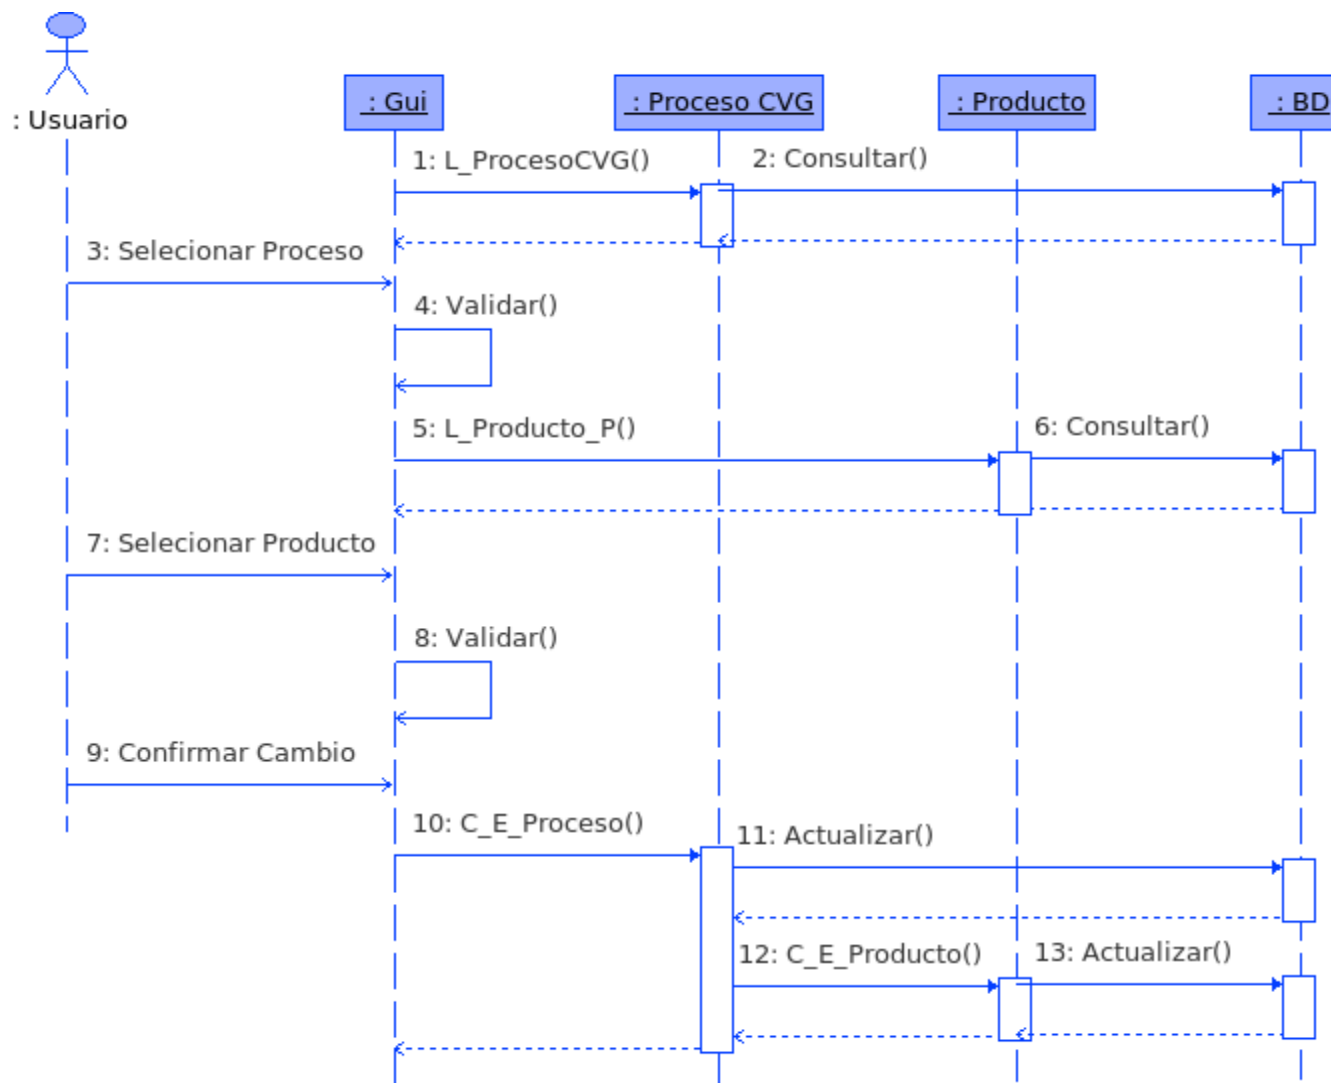 : Usuario
: Gui
: Proceso CVG
: Producto
: BD
1: L_ProcesoCVG()
2: Consultar()
3: Selecionar Proceso
4: Validar()
5: L_Producto_P()
6: Consultar()
7: Selecionar Producto
8: Validar()
9: Confirmar Cambio
10: C_E_Proceso()
11: Actualizar()
12: C_E_Producto()
13: Actualizar()